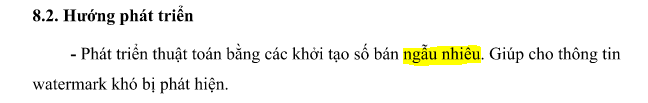 8.2. Hướng phát triển
- Phát triển thuật toán bằng các khởi tạo số bán ngẫu nhiêu. Giúp cho thông tin
watermark khó bị phát hiện.